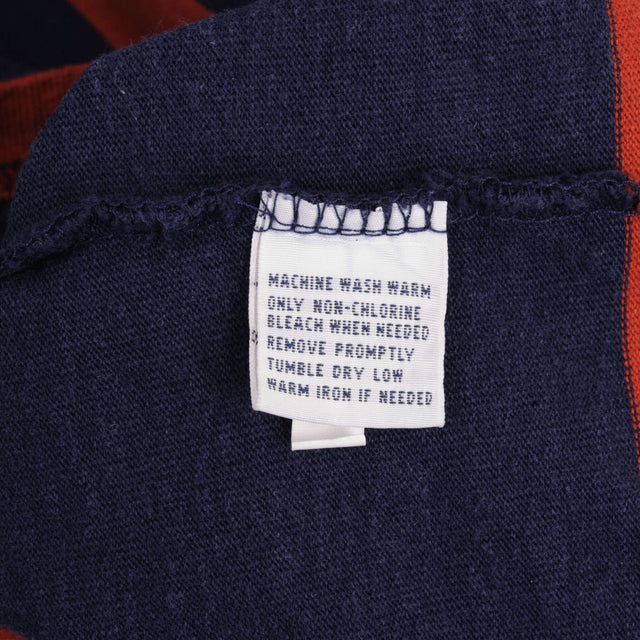 MACHINE WASH WARM
ONLY NON-CHLORINE
BLEACH WHEN NEEDED
REMOVE PROMPTLY
TUMBLE DRY LOW
WARM IRON IF NEEDED